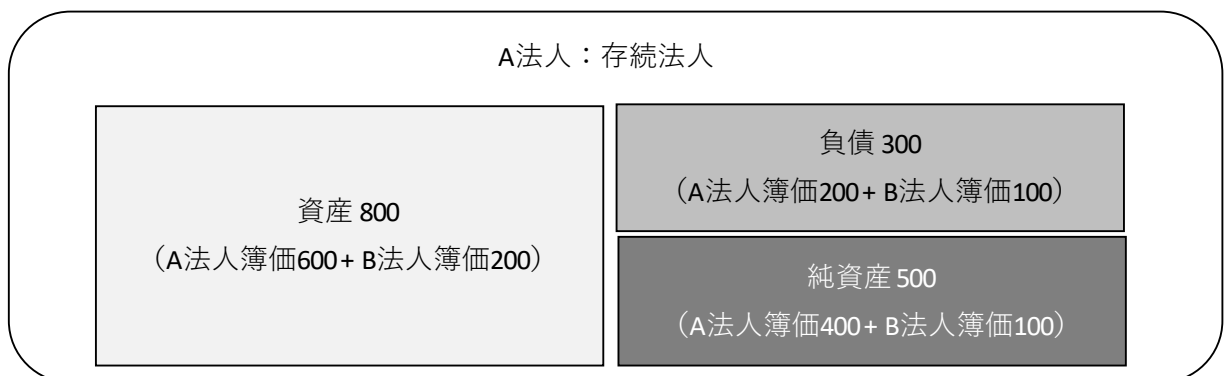 A法人：存続法人
資産 800
（A法人簿価600 + B法人簿価200）
負債 300
（A法人簿価200 + B法人簿価100）
純資産 500
（A法人簿価400 + B法人簿価100）